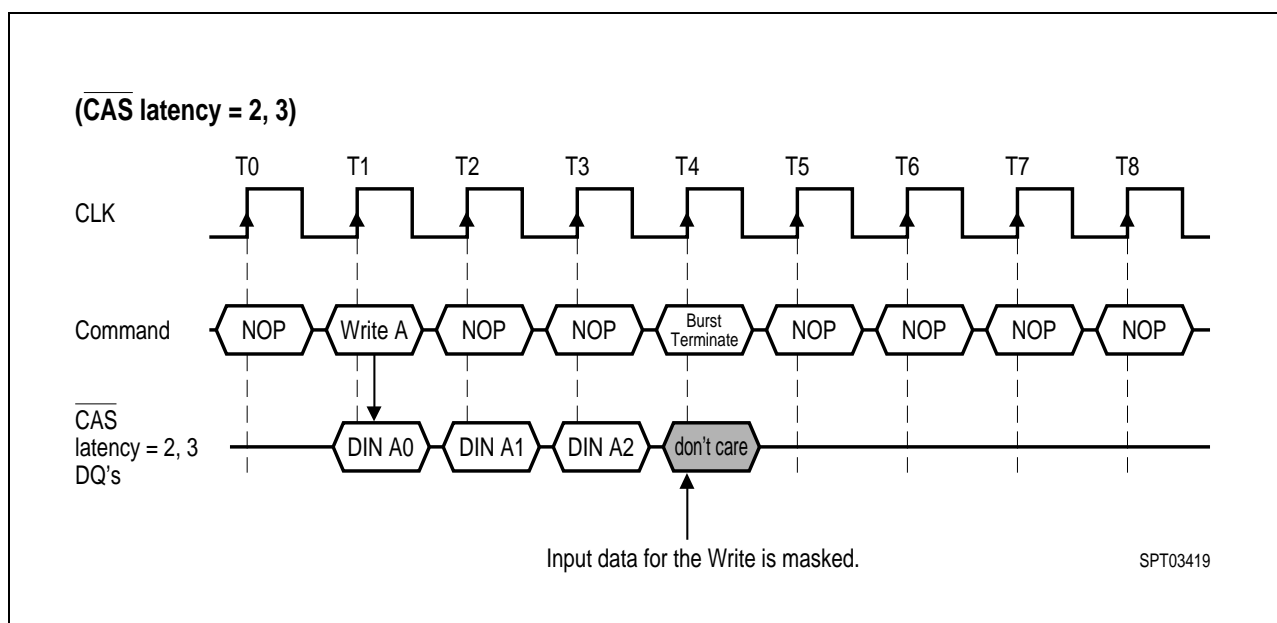 (CAS latency = 2, 3)
T0 T1 T2 T3 T4 T5 T6 T7 T8
CLK
Command NOP Write A NOP NOP Burst Terminate NOP NOP NOP NOP
CAS
latency = 2, 3
DQ's
DIN A0 DIN A1 DIN A2 don't care
Input data for the Write is masked.
SPT03419